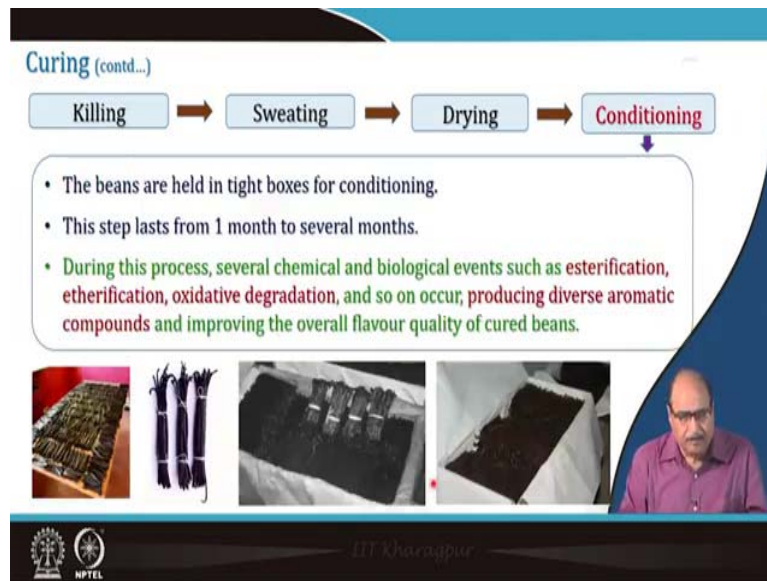 Curing (contd...)
Killing
Sweating
Drying
Conditioning
• The beans are held in tight boxes for conditioning.
• This step lasts from 1 month to several months.
• During this process, several chemical and biological events such as esterification,
etherification, oxidative degradation, and so on occur, producing diverse aromatic
compounds and improving the overall flavour quality of cured beans.
IIT Kharagpur
NPTEL